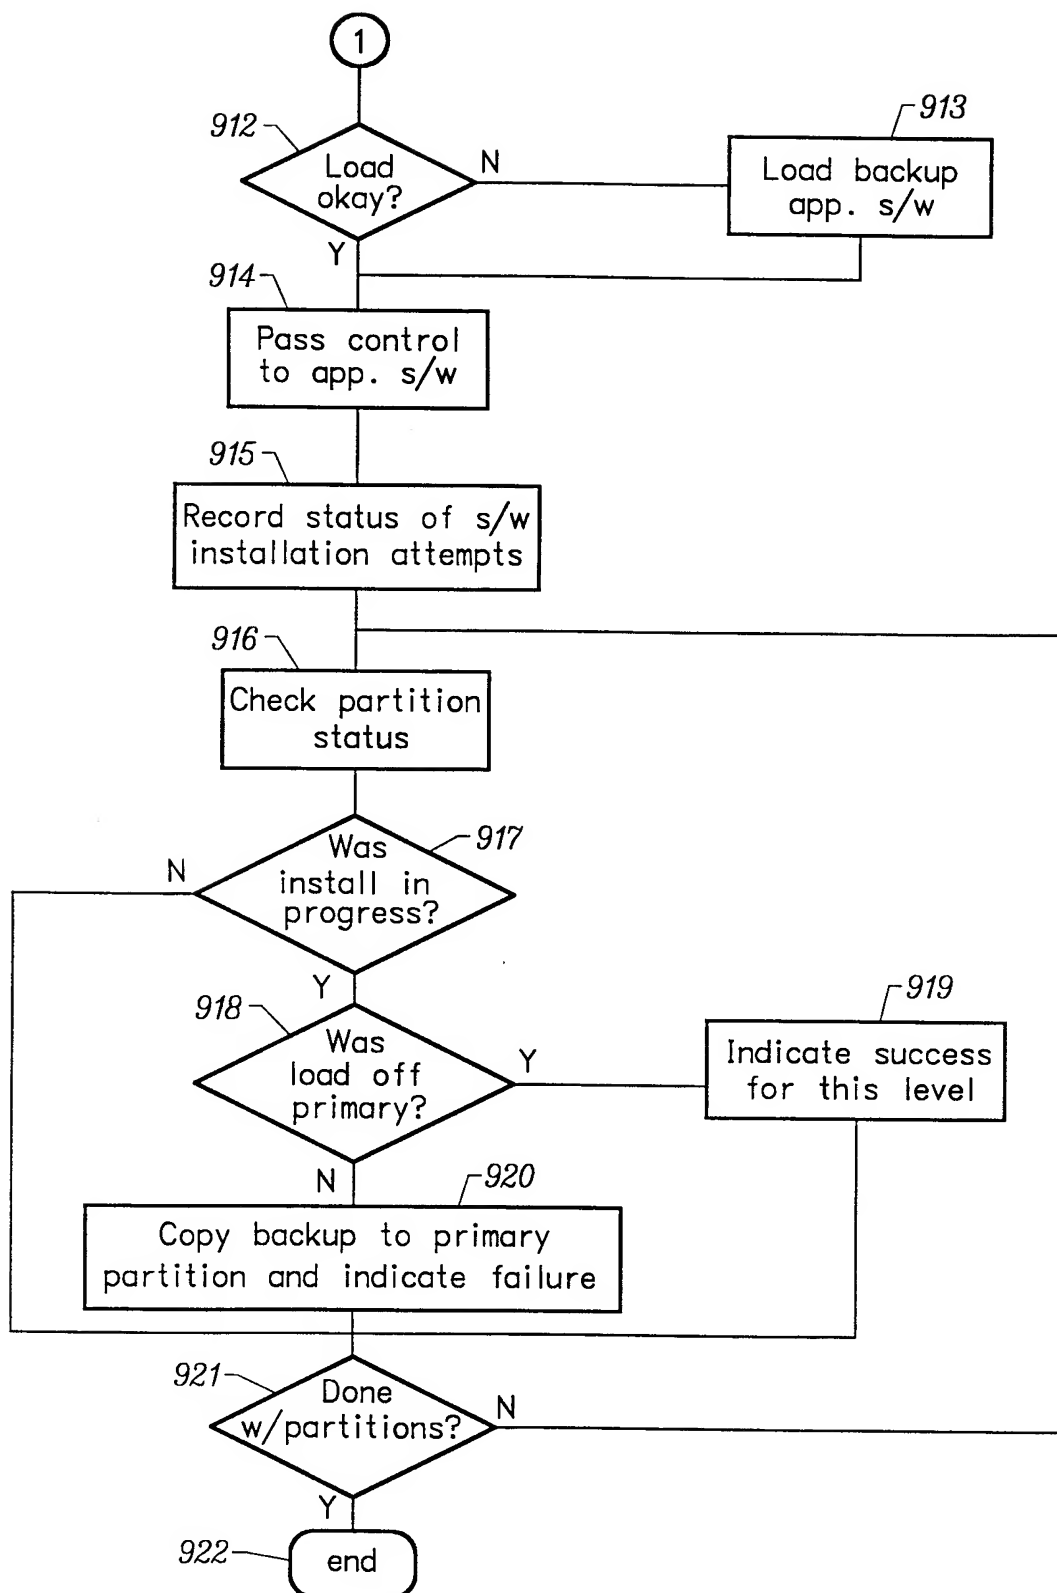 1
912
Load
okay?
N
913
Load backup
app. s/w
Y
914
Pass control
to app. s/w
915
Record status of s/w
installation attempts
916
Check partition
status
917
Was
install in
progress?
N
Y
918
Was
load off
primary?
Y
919
Indicate success
for this level
N
920
Copy backup to primary
partition and indicate failure
921
Done
w/partitions?
N
Y
922
end